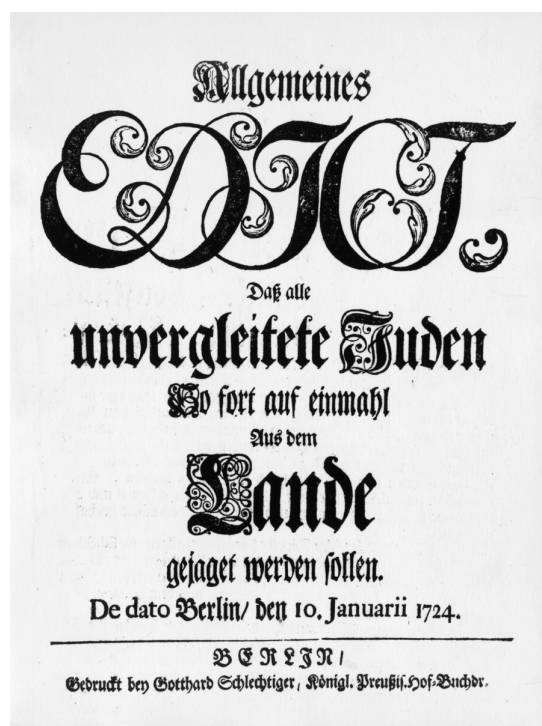 Allgemeines
EDICT.
Daß alle
unvergleitete Juden
So fort auf einmahl
Aus dem
Lande
gejaget werden sollen.
De dato Berlin/ den 10. Januarii 1724.
BERLIN/
Gedruckt bey Gotthard Schlechtiger, Königl. Preußis. Hof-Buchdr.